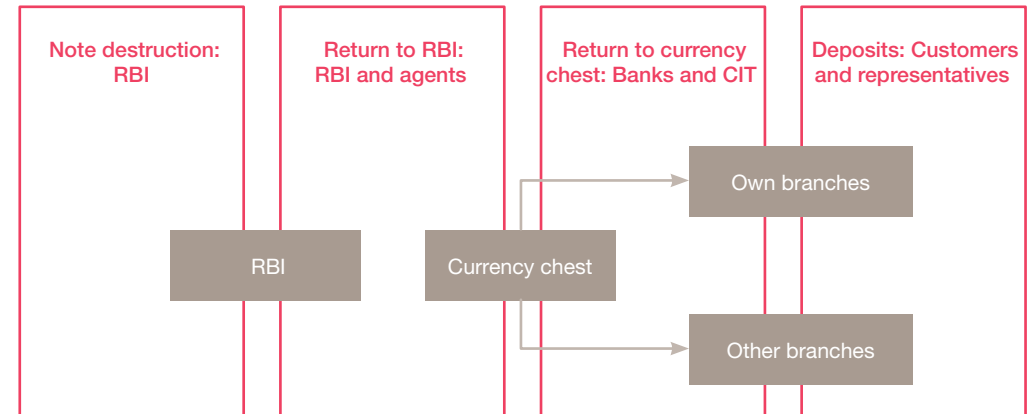 Note destruction:
RBI
Return to RBI:
RBI and agents
Return to currency
chest: Banks and CIT
Deposits: Customers
and representatives
Own branches
RBI
Currency chest
Other branches